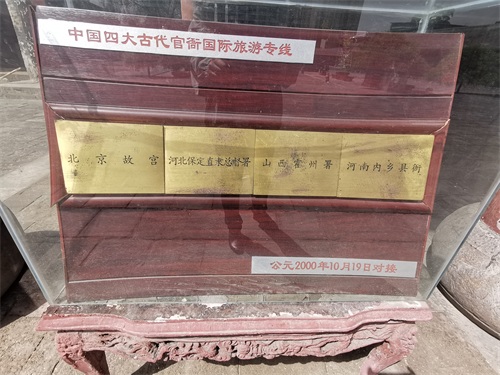 中国四大古代官衙国际旅游专线
北京故宫
河北保定直隶总督署
山西霍州署
河南内乡县衙
公元2000年10月19日对接